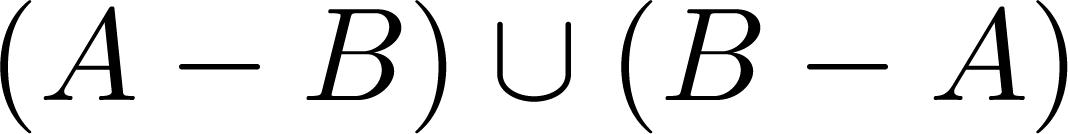 (A − B) ∪ (B − A)